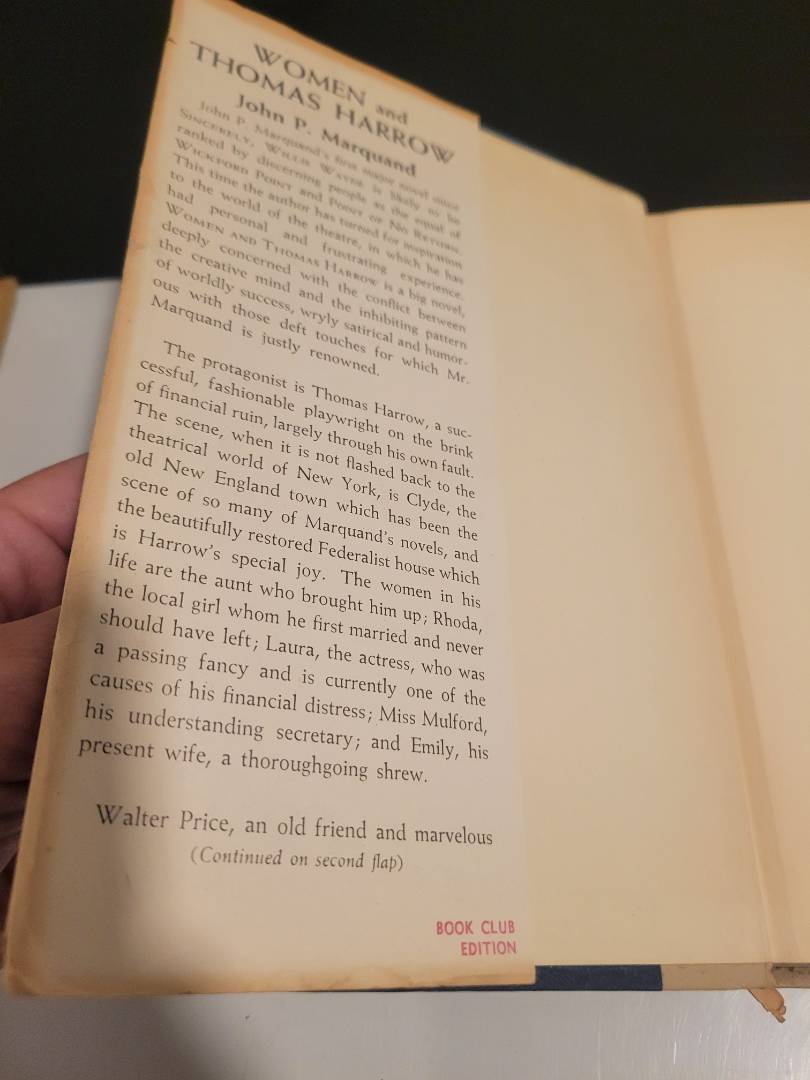 WOMEN and
THOMAS HARROW
John P. Marquand
John P. Marquand's first major novel since
SINCERELY, WILLIS WAYDE is likely to be
ranked by discerning people as the equal of
WICKFORD POINT and POINT OF NO RETURN.
This time the author has turned for inspiration
to the world of the theatre, in which he has
had personal and frustrating experience.
WOMEN AND THOMAS HARROW is a big novel,
deeply concerned with the conflict between
the creative mind and the inhibiting pattern
of worldly success, wryly satirical and humor-
ous with those deft touches for which Mr.
Marquand is justly renowned.
The protagonist is Thomas Harrow, a suc-
cessful, fashionable playwright on the brink
of financial ruin, largely through his own fault.
The scene, when it is not flashed back to the
theatrical world of New York, is Clyde, the
old New England town which has been the
scene of so many of Marquand's novels, and
the beautifully restored Federalist house which
is Harrow's special joy. The women in his
life are the aunt who brought him up; Rhoda,
the local girl whom he first married and never
should have left; Laura, the actress, who was
a passing fancy and is currently one of the
causes of his financial distress; Miss Mulford,
his understanding secretary; and Emily, his
present wife, a thoroughgoing shrew.
Walter Price, an old friend and marvelous
(Continued on second flap)
BOOK CLUB
EDITION